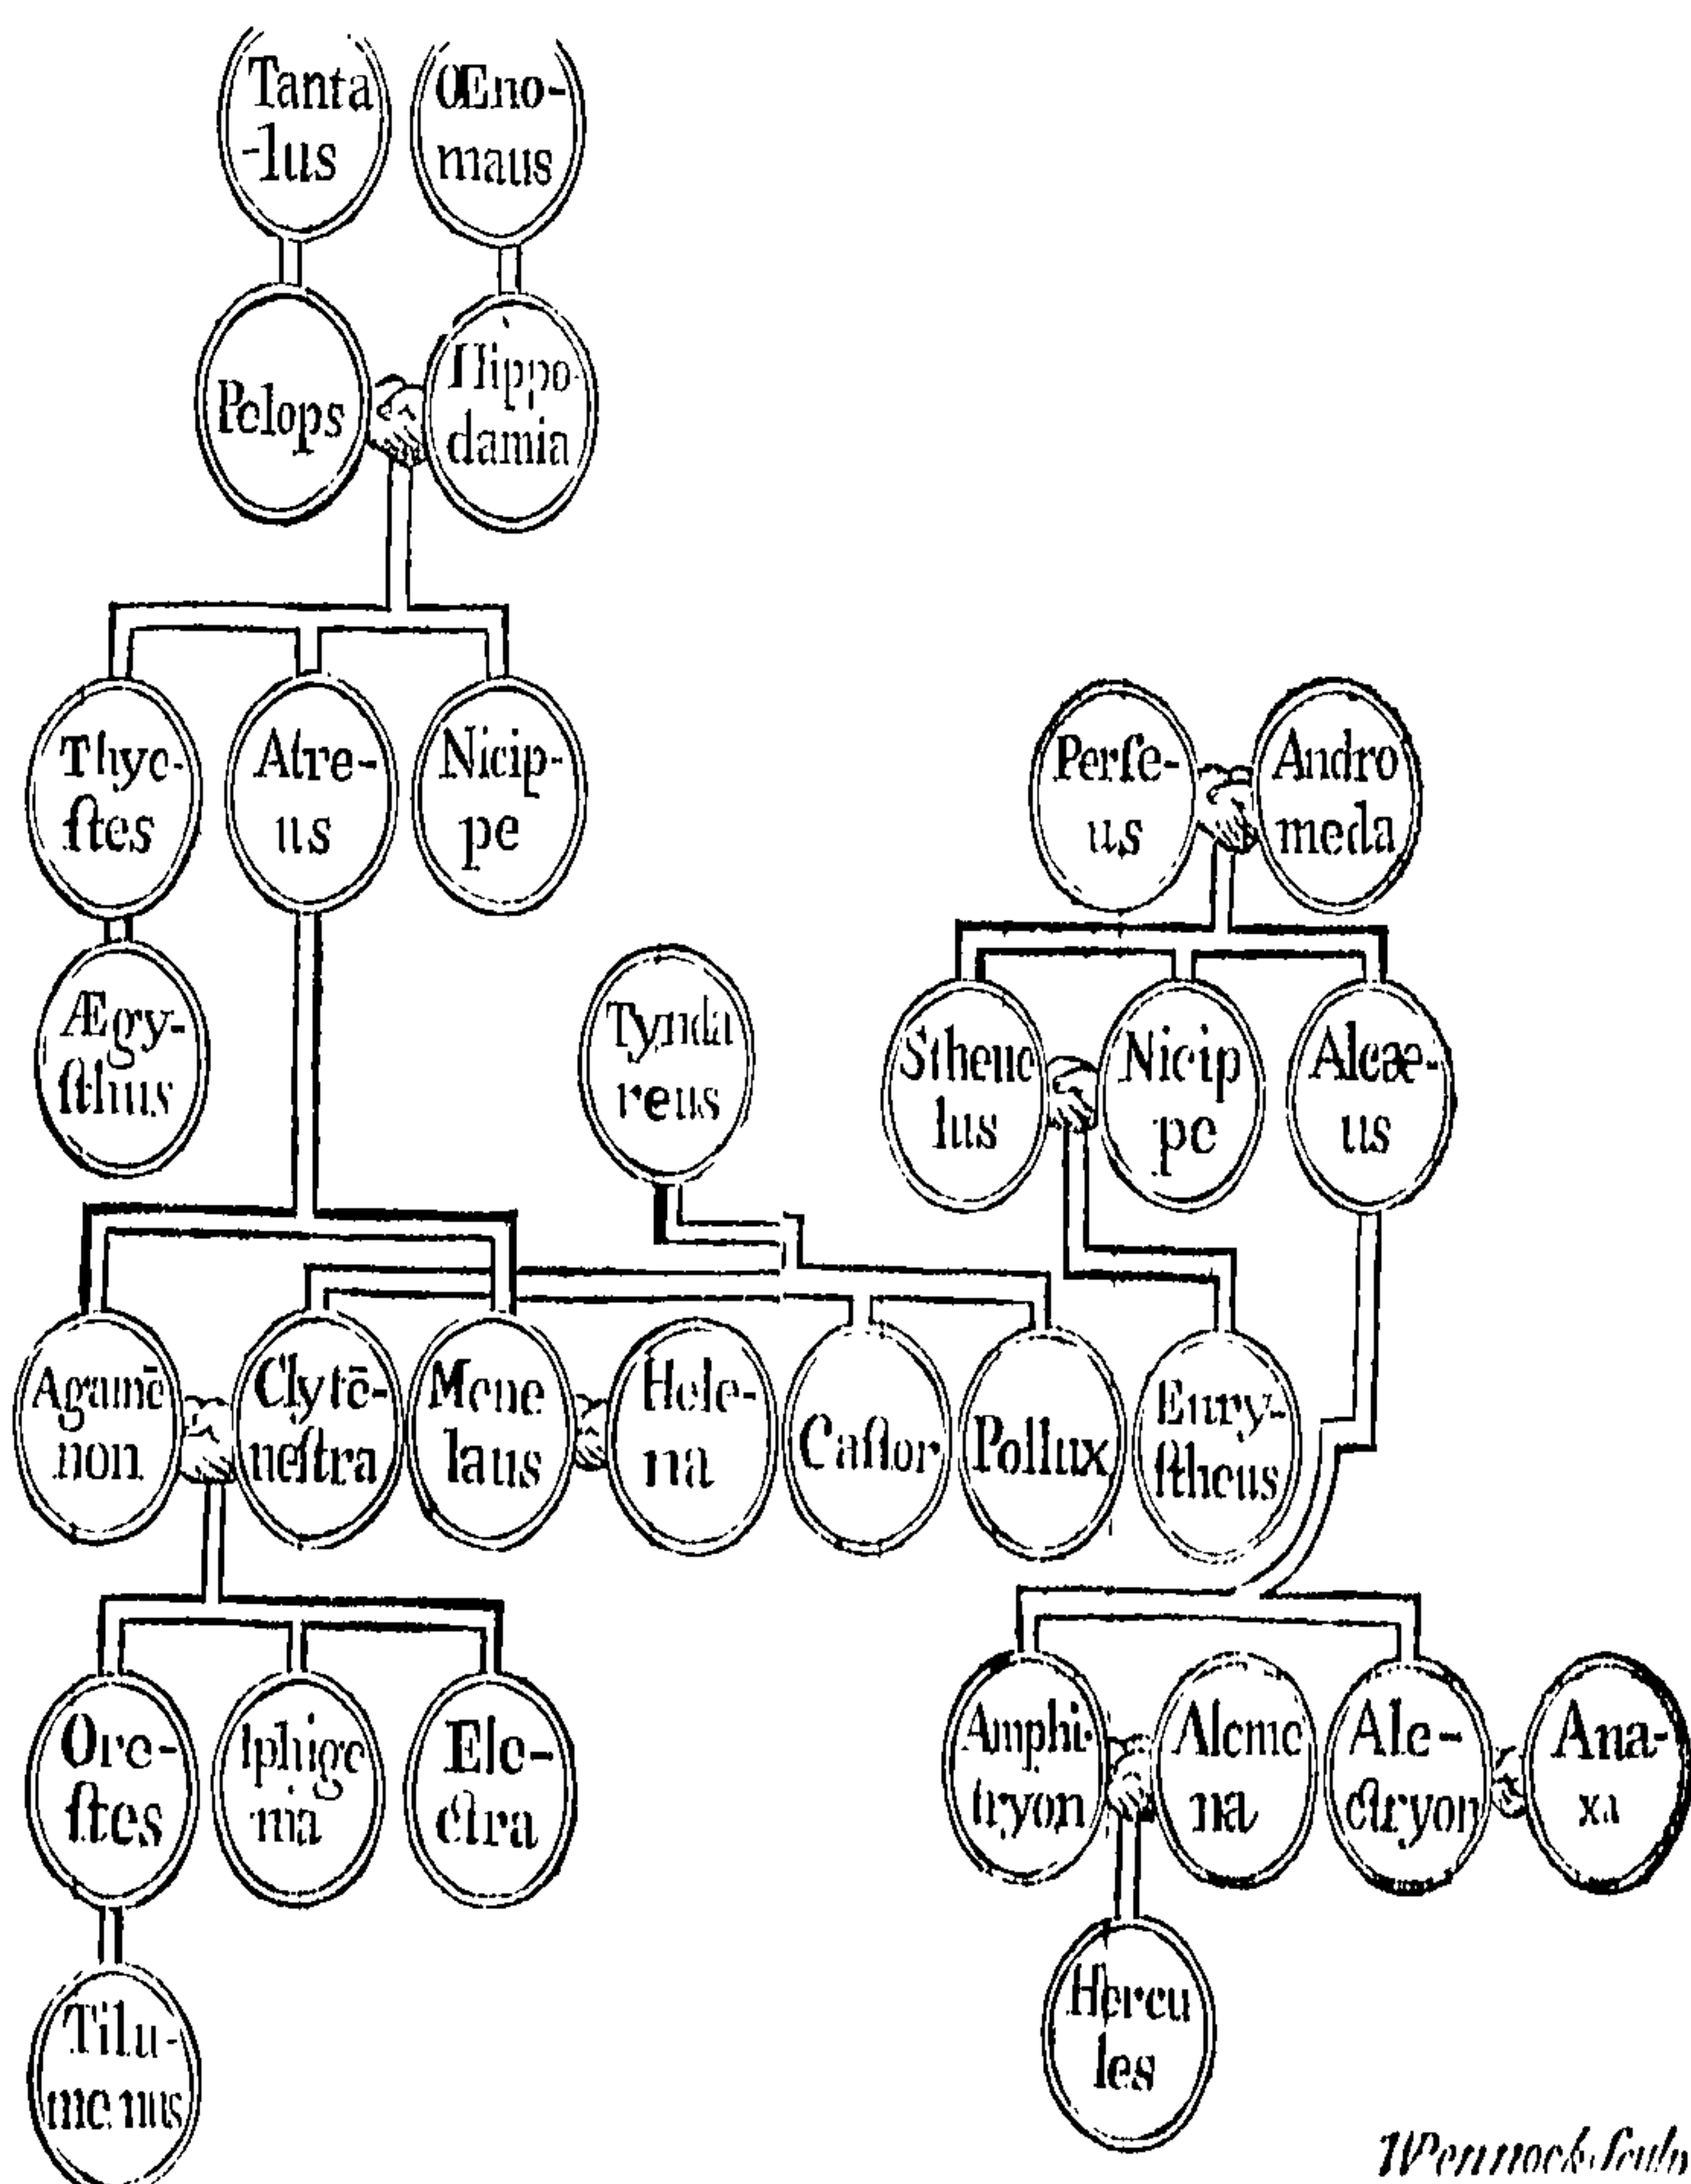 Tanta
-lus
Œno-
maus
Pelops
Hippo-
damia
Thye-
ſtes
Atre-
us
Nicip-
pe
Perſe-
us
Andro
meda
Ægy-
ſthus
Tynda
reus
Sthene
lus
Nicip
pe
Alcæ-
us
Agamē
non
Clytē-
neſtra
Mene
laus
Hele-
na
Caſtor
Pollux
Eury-
ſtheus
Ore-
ſtes
Iphige
nia
Ele-
ctra
Amphi-
tryon
Alcme
na
Ale-
ctryon
Ana-
xa
Hercu
les